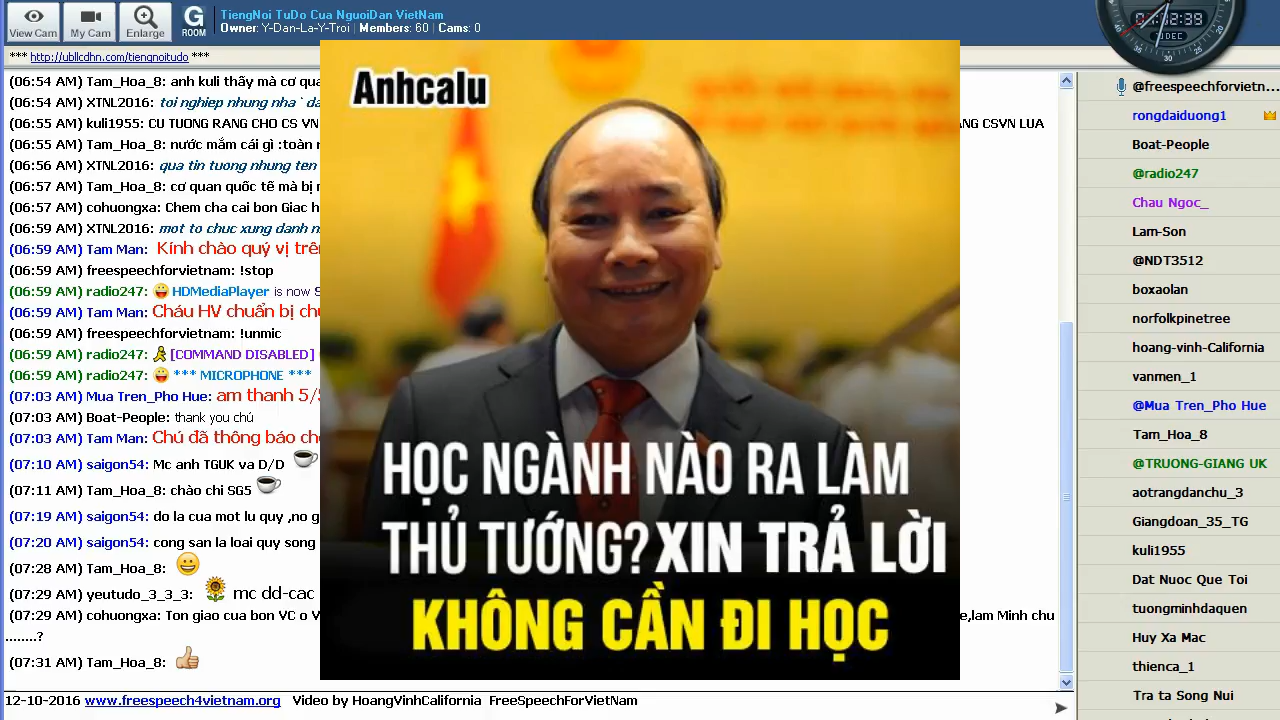 View Cam
My Cam
Enlarge
G
ROOM
TiengNoi TuDo Cua NguoiDan VietNam
Owner: Y-Dan-La-Y-Troi | Members: 60 | Cams: 0
*** http://ubllcdhn.com/tiengnoitudo ***
(06:54 AM) Tam_Hoa_8: anh kuli thấy mà cơ qua
(06:54 AM) XTNL2016: toi nghiep nhung nha` da
(06:55 AM) kuli1955: CU TUONG RANG CHO CS VN
NG CSVN LUA
(06:55 AM) Tam_Hoa_8: nước mắm cái gì :toàn
(06:56 AM) XTNL2016: qua tin tuong nhung ten
(06:57 AM) Tam_Hoa_8: cơ quan quốc tế mà bị
(06:57 AM) cohuongxa: Chem cha cai bon Giac h
(06:59 AM) XTNL2016: mot to chuc xung danh
(06:59 AM) Tam Man: Kính chào quý vị trên
(06:59 AM) freespeechforvietnam: !stop
(06:59 AM) radio247: HDMediaPlayer is now
(06:59 AM) Tam Man: Cháu HV chuẩn bị
(06:59 AM) freespeechforvietnam: !unmic
(06:59 AM) radio247: [COMMAND DISABLED]
(06:59 AM) radio247: *** MICROPHONE ***
(07:03 AM) Mua Tren_Pho Hue: am thanh 5/5
(07:03 AM) Boat-People: thank you chú
(07:03 AM) Tam Man: Chú đã thông báo
(07:10 AM) saigon54: Mc anh TGUK va D/D
(07:11 AM) Tam_Hoa_8: chào chi SG5
(07:19 AM) saigon54: do la cua mot lu quy ,no g
(07:20 AM) saigon54: cong san la loai quy song
(07:28 AM) Tam_Hoa_8:
(07:29 AM) yeutudo_3_3_3: mc dd-cac
(07:29 AM) cohuongxa: Ton giao cua bon VC o V
e,lam Minh chu
........?
(07:31 AM) Tam_Hoa_8:
Anhcalu
HỌC NGÀNH NÀO RA LÀM
THỦ TƯỚNG? XIN TRẢ LỜI
KHÔNG CẦN ĐI HỌC
DEC
30
@freespeechforvietn...
rongdaiduong1
Boat-People
@radio247
Chau Ngoc_
Lam-Son
@NDT3512
boxaolan
norfolkpinetree
hoang-vinh-California
vanmen_1
@Mua Tren_Pho Hue
Tam_Hoa_8
@TRUONG-GIANG UK
aotrangdanchu_3
Giangdoan_35_TG
kuli1955
Dat Nuoc Que Toi
tuongminhdaquen
Huy Xa Mac
thienca_1
Tra ta Song Nui
12-10-2016 www.freespeech4vietnam.org Video by HoangVinhCalifornia FreeSpeechForVietNam